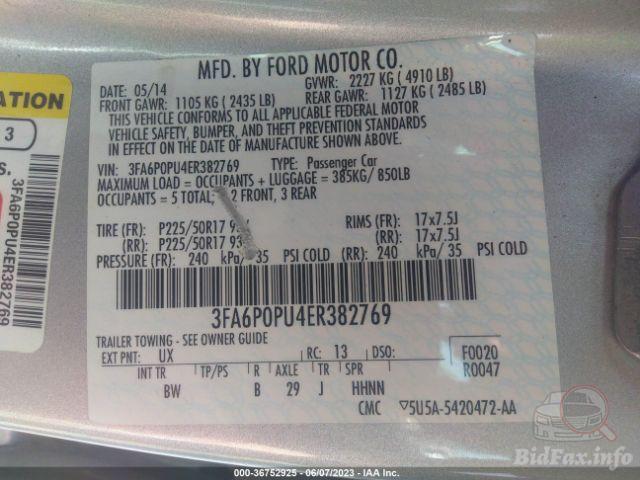 MFD. BY FORD MOTOR CO.
DATE: 05/14 GVWR: 2227 KG ( 4910 LB)
FRONT GAWR: 1105 KG ( 2435 LB) REAR GAWR: 1127 KG ( 2485 LB)
THIS VEHICLE CONFORMS TO ALL APPLICABLE FEDERAL MOTOR
VEHICLE SAFETY, BUMPER, AND THEFT PREVENTION STANDARDS
IN EFFECT ON THE DATE OF MANUFACTURE SHOWN ABOVE.
VIN: 3FA6P0PU4ER382769 TYPE: Passenger Car
MAXIMUM LOAD = OCCUPANTS + LUGGAGE = 385KG/ 850LB
OCCUPANTS = 5 TOTAL; 2 FRONT, 3 REAR
TIRE (FR): P225/50R17 RIMS (FR): 17x7.5J
(RR): P225/50R17 (RR): 17x7.5J
PRESSURE (FR): 240 kPa/ 35 PSI COLD (RR): 240 kPa/ 35 PSI COLD
3FA6P0PU4ER382769
TRAILER TOWING - SEE OWNER GUIDE
EXT PNT: UX RC: 13 DSO: F0020
R0047
INT TR TP/PS R AXLE TR SPR
BW B 29 J HHNN
CMC 5U5A-5420472-AA
ATION
3
S.
3FA6P0PU4ER382769
000-36752925 - 06/07/2023 - IAA Inc.
BidFax.info